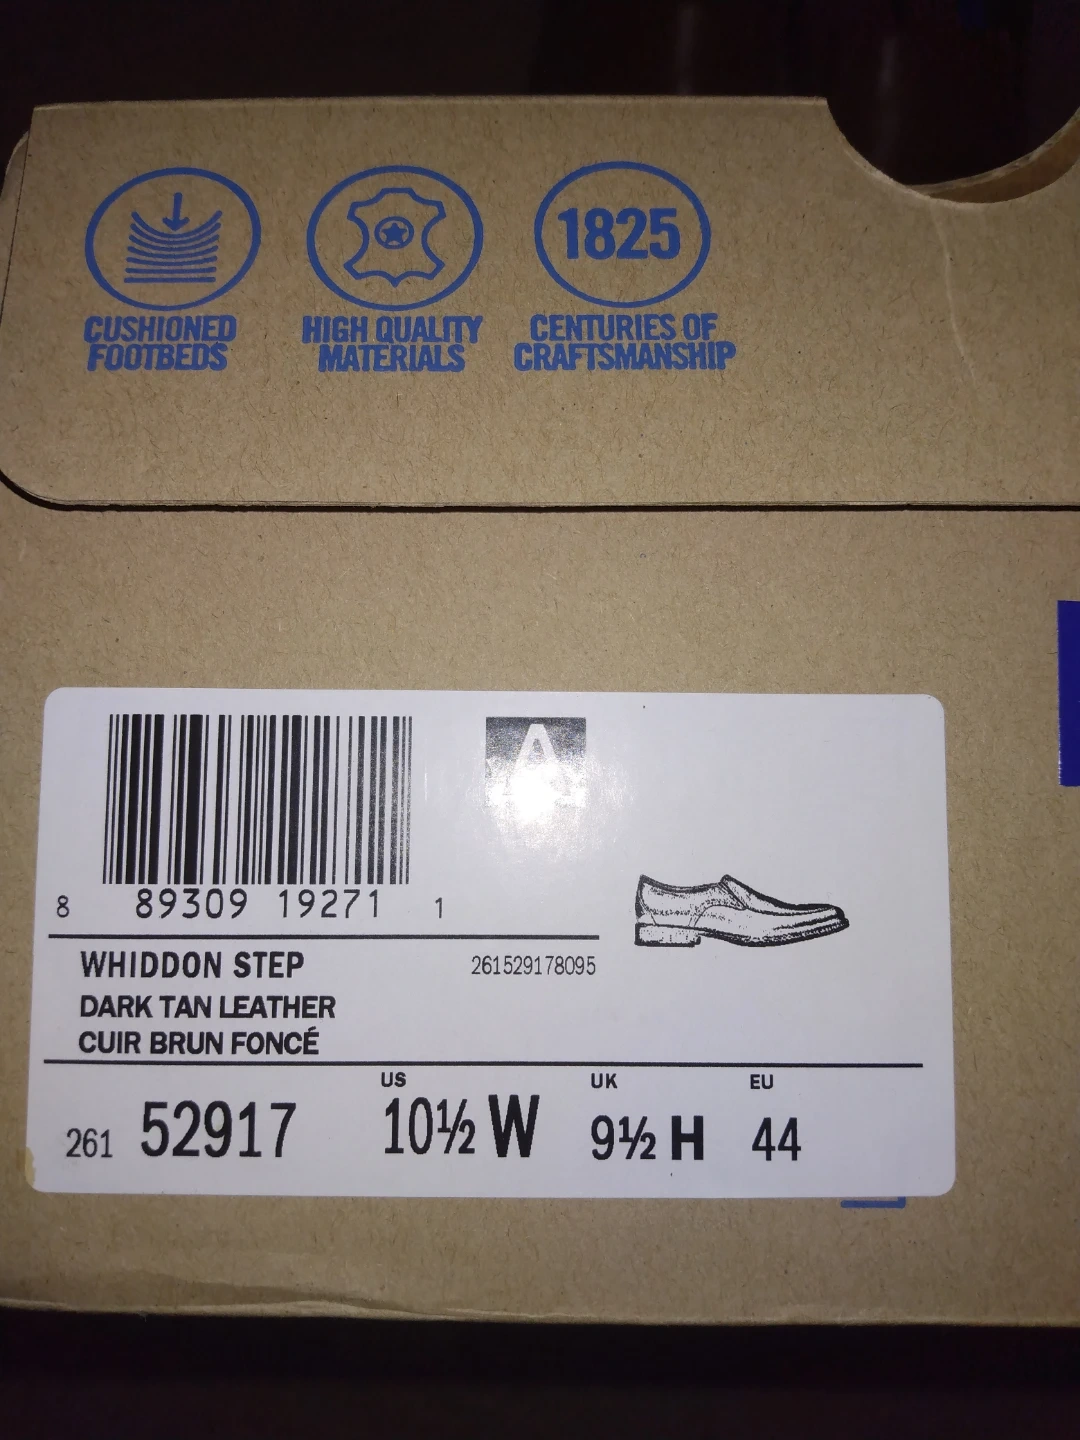 1825
CUSHIONED
FOOTBEDS
HIGH QUALITY
MATERIALS
CENTURIES OF
CRAFTSMANSHIP
A
8 89309 19271 1
WHIDDON STEP 261529178095
DARK TAN LEATHER
CUIR BRUN FONCÉ
US UK EU
261 52917 10½ W 9½ H 44